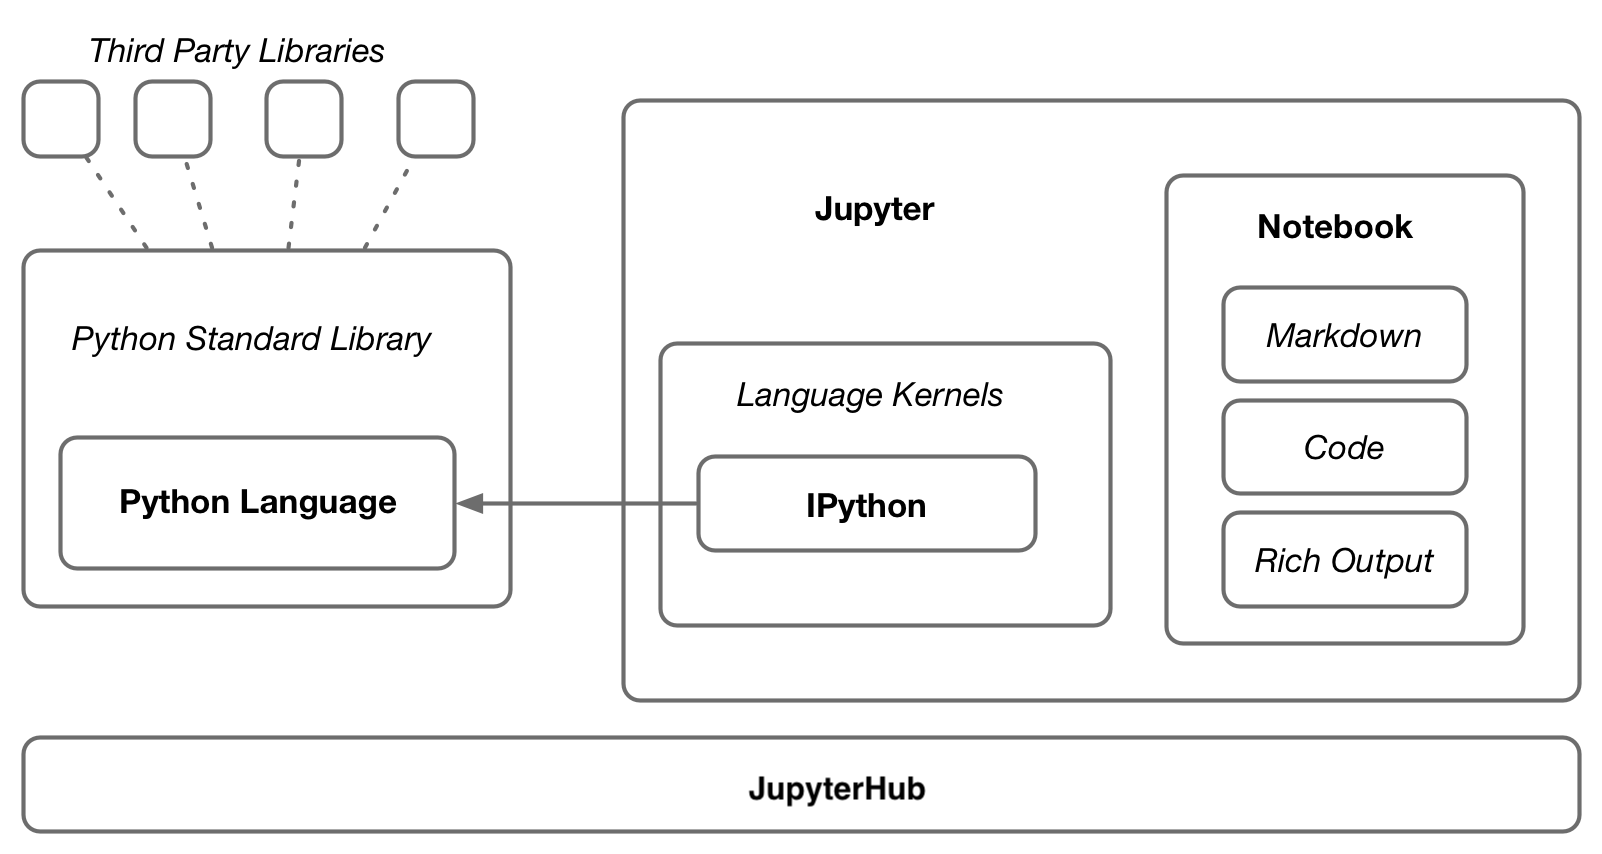 Third Party Libraries
Python Standard Library
Python Language
Jupyter
Language Kernels
IPython
Notebook
Markdown
Code
Rich Output
JupyterHub